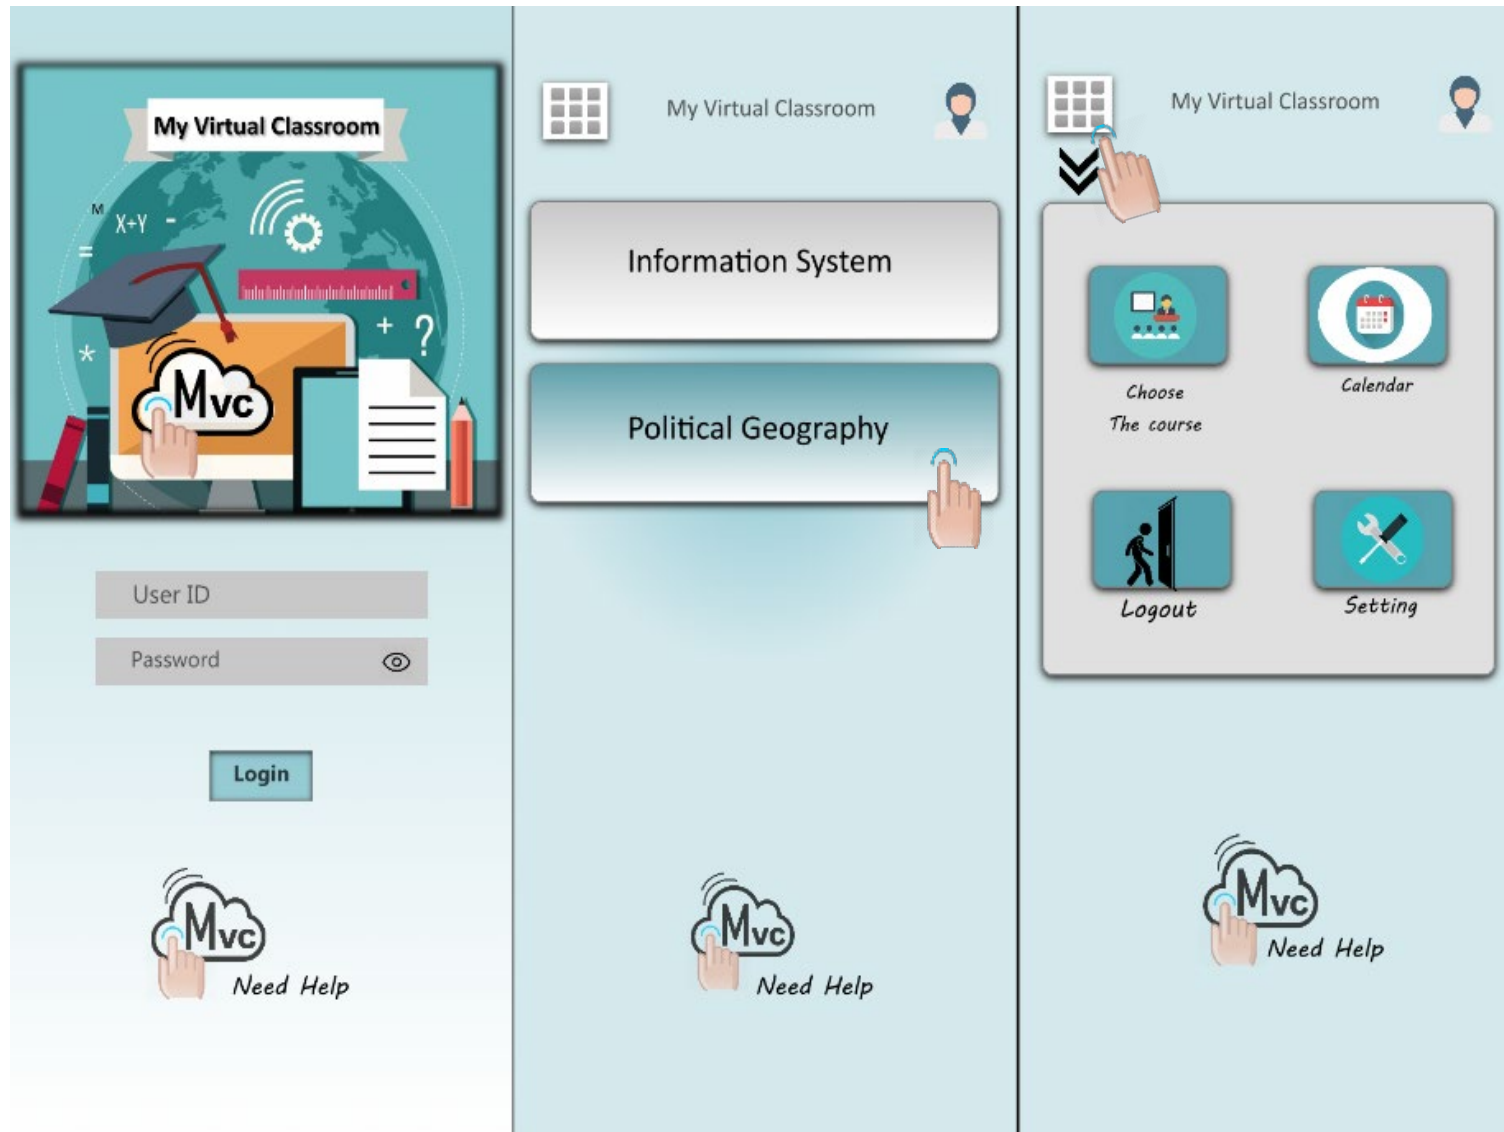 My Virtual Classroom
M
X+Y -
=
+ ?
*
Mvc
User ID
Password
Login
Mvc
Need Help
My Virtual Classroom
Information System
Political Geography
Mvc
Need Help
My Virtual Classroom
Choose
The course
Calendar
Logout
Setting
Mvc
Need Help